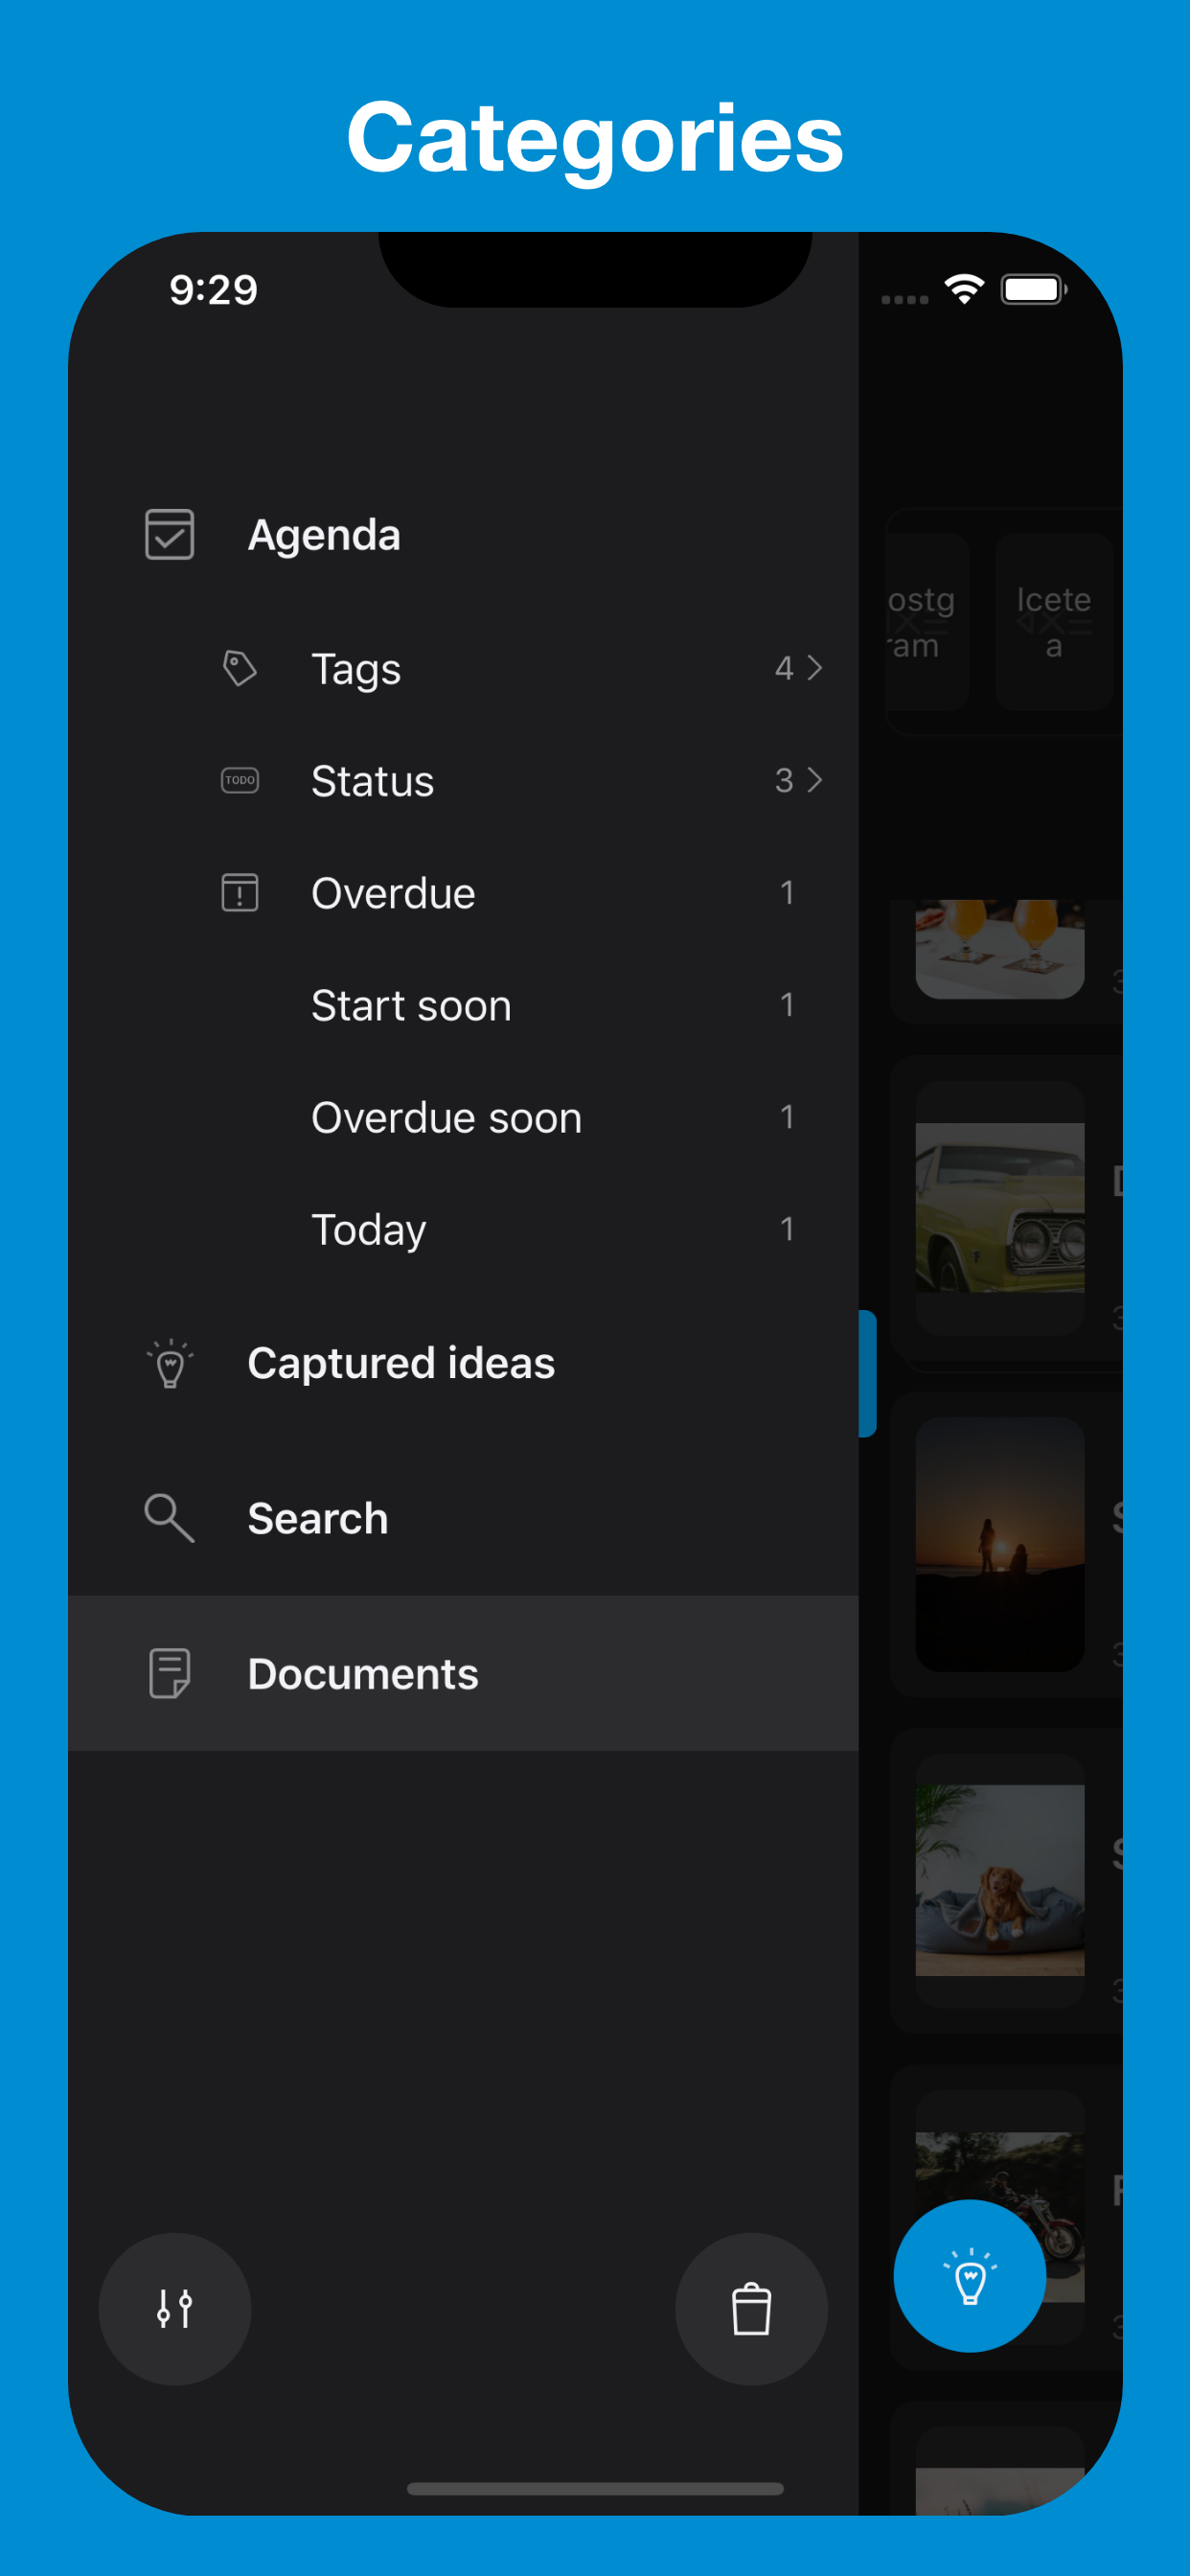 Categories
9:29
Agenda
Tags 4
TODO Status 3
Overdue 1
Start soon 1
Overdue soon 1
Today 1
Captured ideas
Search
Documents
ostg
ram
Icete
a